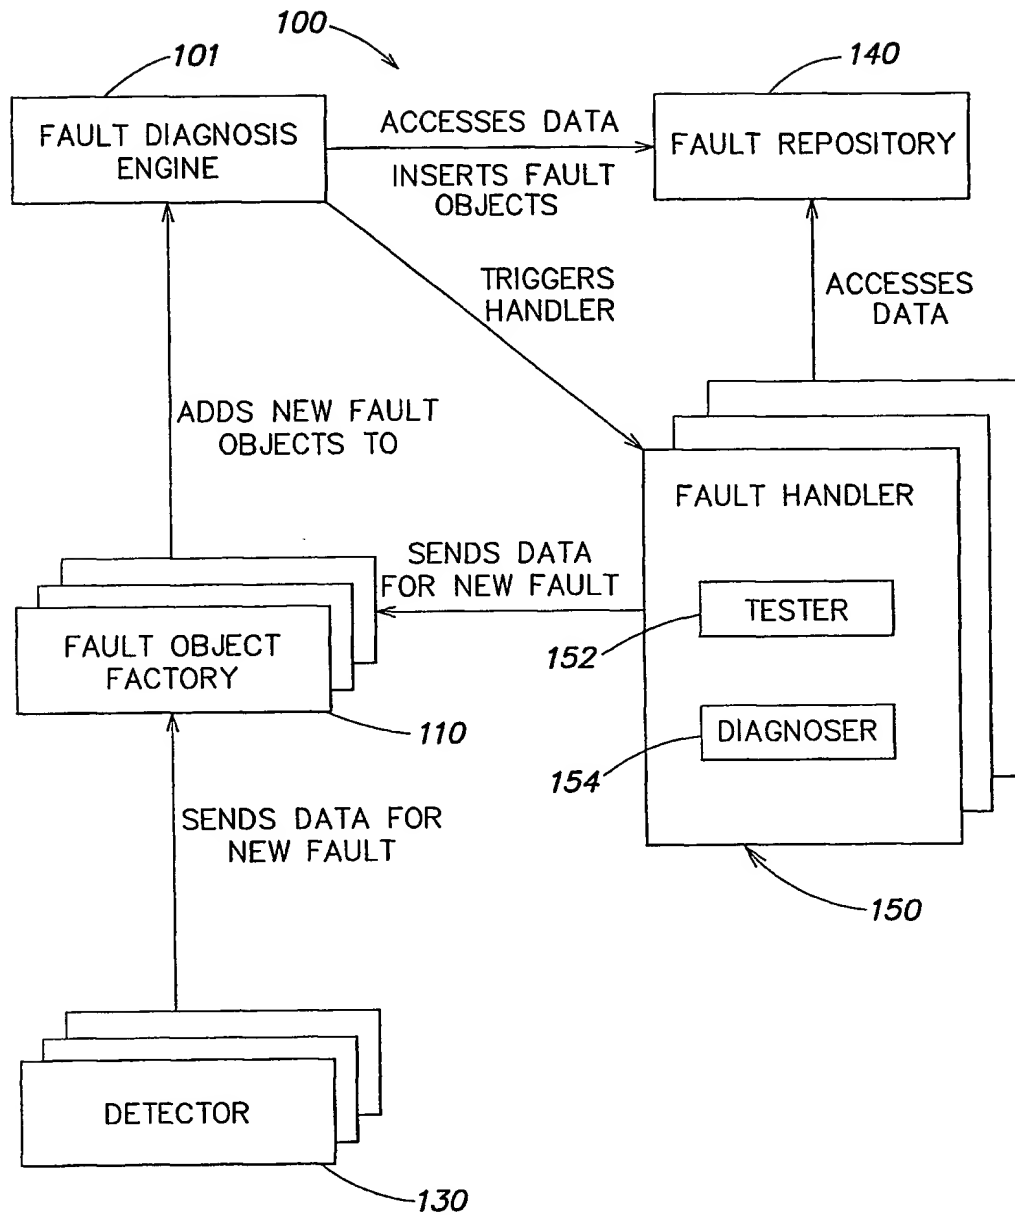 100
101
140
FAULT DIAGNOSIS
ENGINE
ACCESSES DATA
INSERTS FAULT
OBJECTS
FAULT REPOSITORY
TRIGGERS
HANDLER
ACCESSES
DATA
ADDS NEW FAULT
OBJECTS TO
FAULT HANDLER
SENDS DATA
FOR NEW FAULT
TESTER
152
FAULT OBJECT
FACTORY
110
DIAGNOSER
154
SENDS DATA FOR
NEW FAULT
150
DETECTOR
130